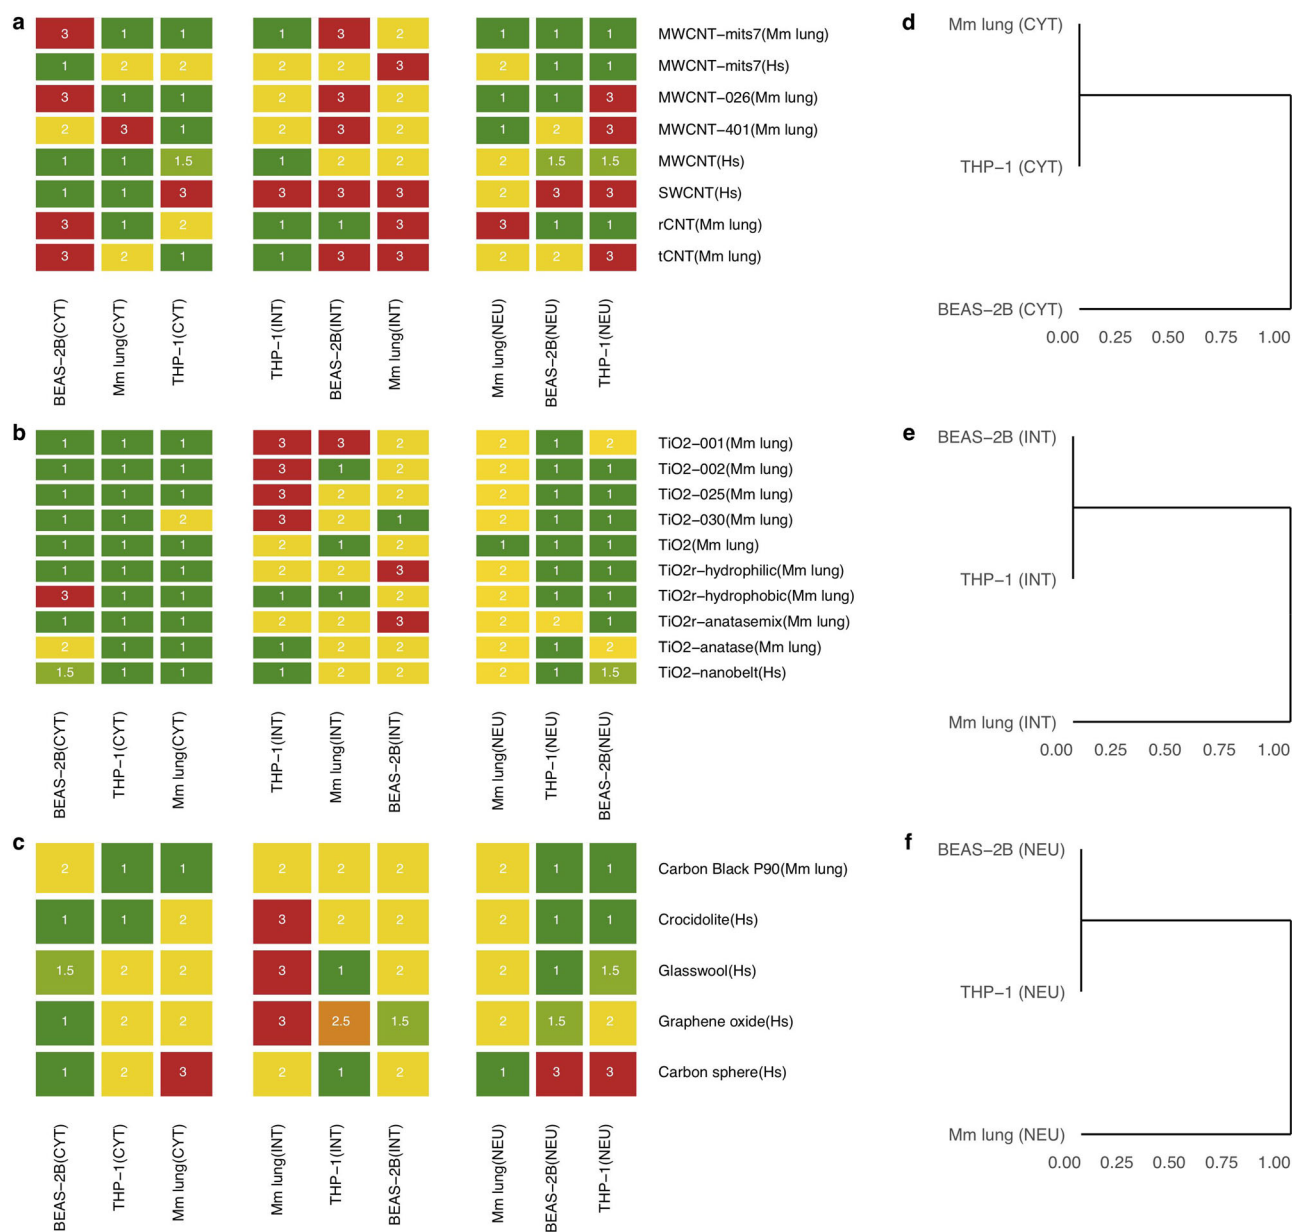 a
3 1 1 1 3 2 1 1 1 MWCNT−mits7(Mm lung)
1 2 2 2 2 3 2 1 1 MWCNT−mits7(Hs)
3 1 1 2 3 2 1 1 3 MWCNT−026(Mm lung)
2 3 1 2 3 2 1 2 3 MWCNT−401(Mm lung)
1 1 1.5 1 2 2 2 1.5 1.5 MWCNT(Hs)
1 1 3 3 3 3 2 3 3 SWCNT(Hs)
3 1 2 1 1 3 3 1 1 rCNT(Mm lung)
3 2 1 1 3 3 2 2 3 tCNT(Mm lung)
BEAS−2B(CYT)
Mm lung(CYT)
THP−1(CYT)
THP−1(INT)
BEAS−2B(INT)
Mm lung(INT)
Mm lung(NEU)
BEAS−2B(NEU)
THP−1(NEU)
d
Mm lung (CYT)
THP−1 (CYT)
BEAS−2B (CYT)
0.00 0.25 0.50 0.75 1.00
b
1 1 1 3 3 2 2 1 2 TiO2−001(Mm lung)
1 1 1 3 1 2 2 1 1 TiO2−002(Mm lung)
1 1 1 3 2 2 2 1 1 TiO2−025(Mm lung)
1 1 2 3 2 1 2 1 1 TiO2−030(Mm lung)
1 1 1 2 1 2 1 1 1 TiO2(Mm lung)
1 1 1 2 2 3 2 1 1 TiO2r−hydrophilic(Mm lung)
3 1 1 1 1 2 2 1 1 TiO2r−hydrophobic(Mm lung)
1 1 1 2 2 3 2 2 1 TiO2r−anatasemix(Mm lung)
2 1 1 1 2 2 2 1 2 TiO2−anatase(Mm lung)
1.5 1 1 1 2 2 2 1 1.5 TiO2−nanobelt(Hs)
BEAS−2B(CYT)
THP−1(CYT)
Mm lung(CYT)
THP−1(INT)
Mm lung(INT)
BEAS−2B(INT)
Mm lung(NEU)
THP−1(NEU)
BEAS−2B(NEU)
e
BEAS−2B (INT)
THP−1 (INT)
Mm lung (INT)
0.00 0.25 0.50 0.75 1.00
c
2 1 1 2 2 2 2 1 1 Carbon Black P90(Mm lung)
1 1 2 3 2 2 2 1 1 Crocidolite(Hs)
1.5 2 2 3 1 2 2 1 1.5 Glasswool(Hs)
1 2 2 3 2.5 1.5 2 1.5 2 Graphene oxide(Hs)
1 2 3 2 1 2 1 3 3 Carbon sphere(Hs)
BEAS−2B(CYT)
THP−1(CYT)
Mm lung(CYT)
Mm lung(INT)
THP−1(INT)
BEAS−2B(INT)
Mm lung(NEU)
BEAS−2B(NEU)
THP−1(NEU)
f
BEAS−2B (NEU)
THP−1 (NEU)
Mm lung (NEU)
0.00 0.25 0.50 0.75 1.00